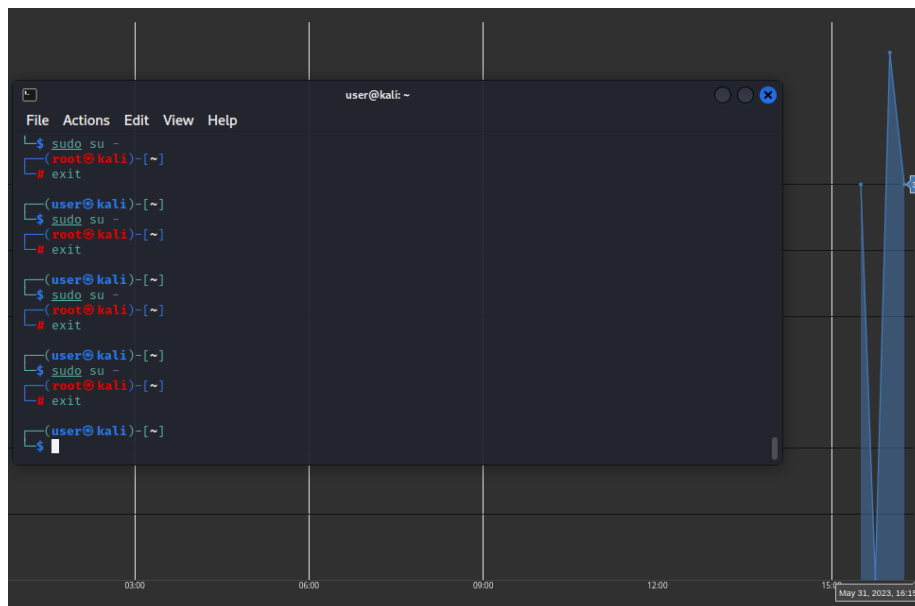 user@kali: ~
File Actions Edit View Help
└─$ sudo su -
┌──(root㉿kali)-[~]
└─# exit
┌──(user㉿kali)-[~]
└─$ sudo su -
┌──(root㉿kali)-[~]
└─# exit
┌──(user㉿kali)-[~]
└─$ sudo su -
┌──(root㉿kali)-[~]
└─# exit
┌──(user㉿kali)-[~]
└─$ sudo su -
┌──(root㉿kali)-[~]
└─# exit
┌──(user㉿kali)-[~]
└─$
03:00 06:00 09:00 12:00
May 31, 2023, 16:15